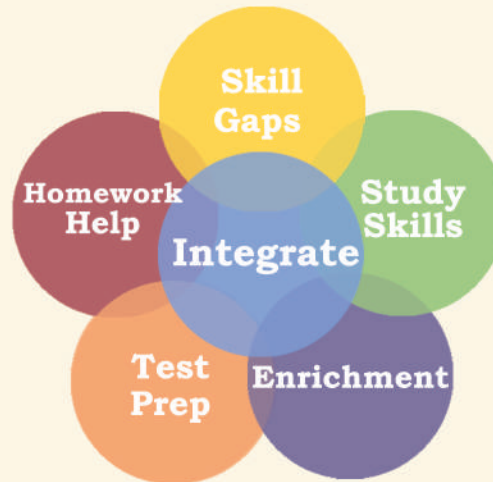 Skill
Gaps
Homework
Help
Study
Skills
Integrate
Test
Prep
Enrichment